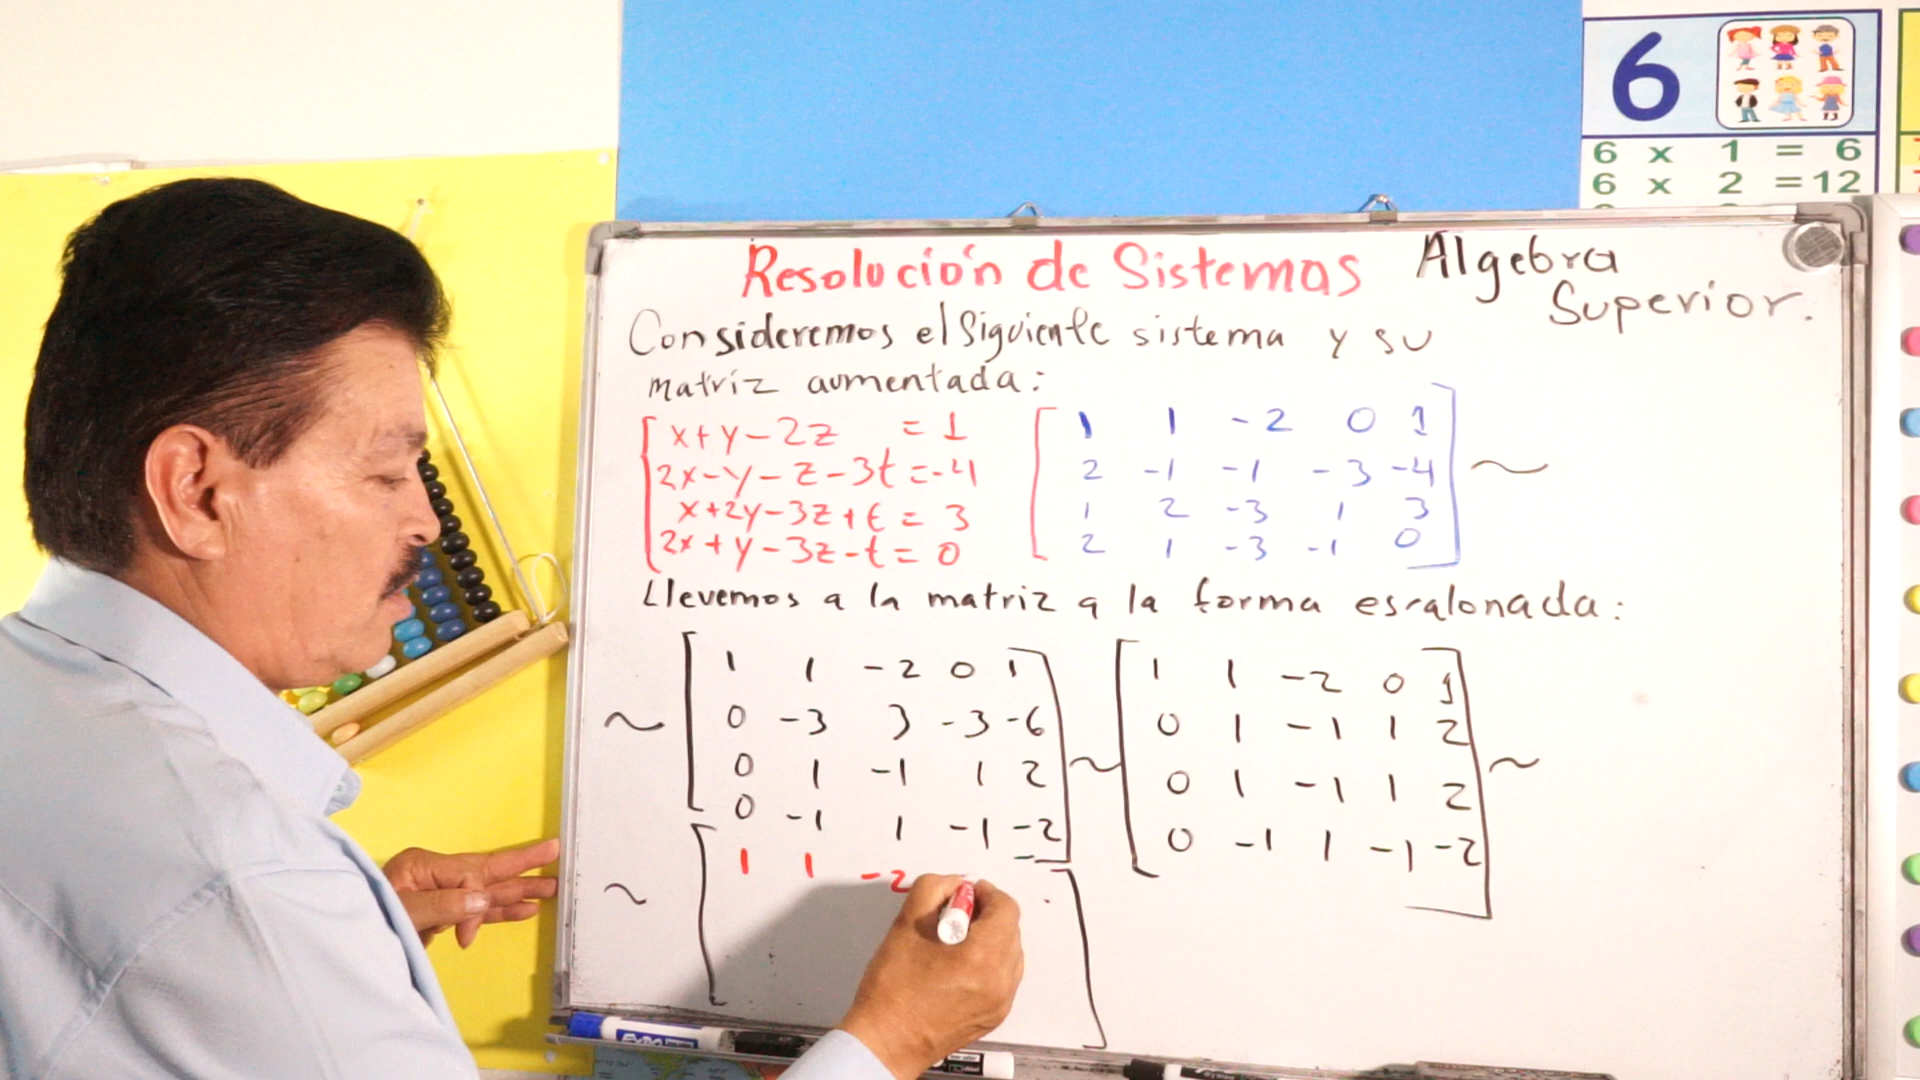 6
6 x 1 = 6
6 x 2 = 12
Resolución de Sistemas Algebra
Superior.
Consideremos el Siguiente sistema y su
matriz aumentada:
x+y-2z = 1 1 1 -2 0 1
2x-y-z-3t=-4 2 -1 -1 -3 -4 ~
x+2y-3z+t = 3 1 2 -3 1 3
2x+y-3z-t = 0 2 1 -3 -1 0
Llevemos a la matriz a la forma escalonada:
1 1 -2 0 1 1 1 -2 0 1
~ 0 -3 3 -3 -6 ~ 0 1 -1 1 2 ~
0 1 -1 1 2 0 1 -1 1 2
0 -1 1 -1 -2 0 -1 1 -1 -2
~ 1 1 -2
EXPO